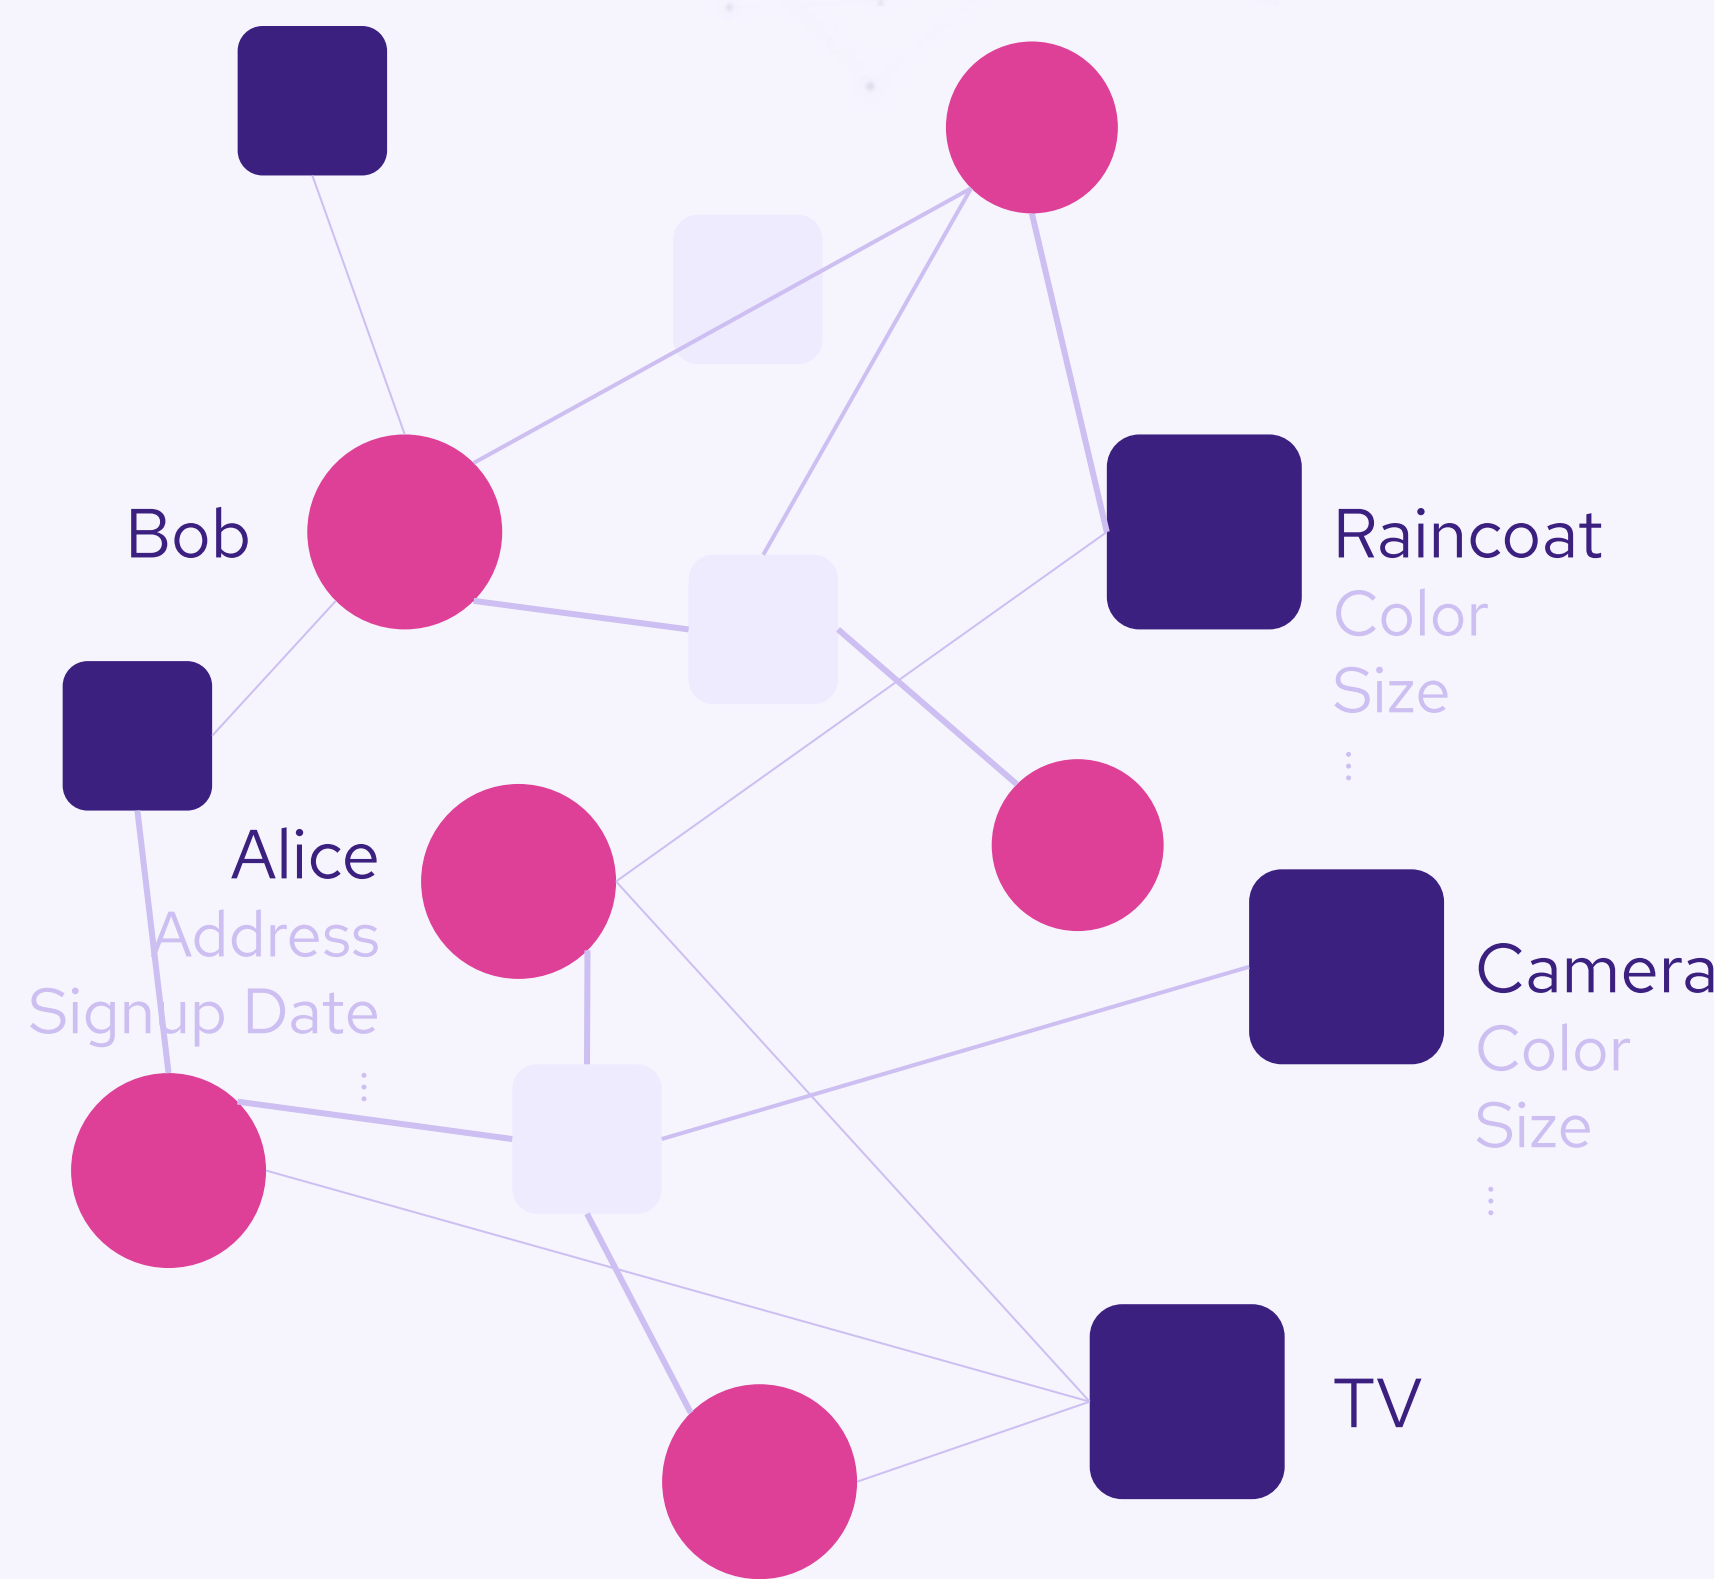 Bob
Raincoat
Color
Size
⋮
Alice
Address
Signup Date
⋮
Camera
Color
Size
⋮
TV